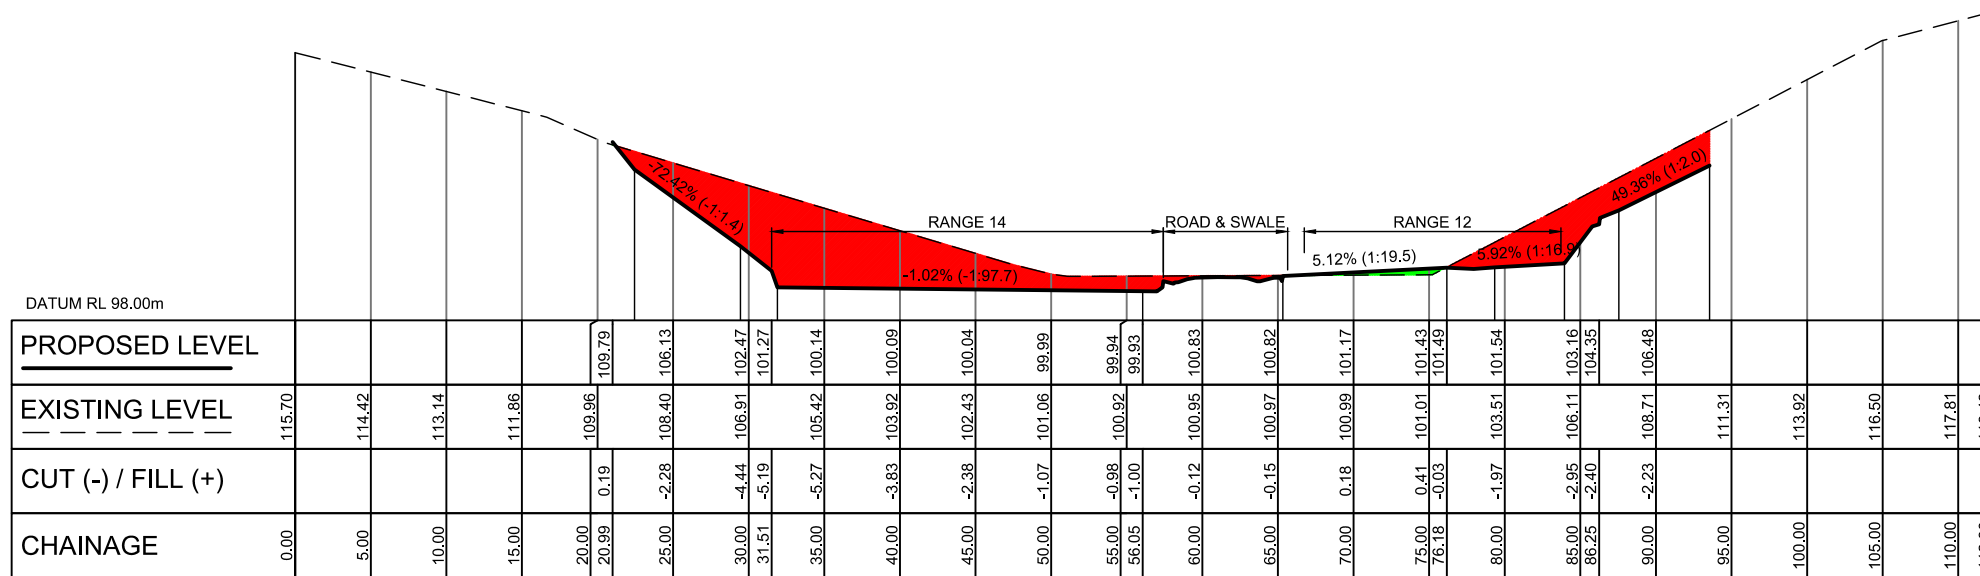 RANGE 14
ROAD & SWALE
RANGE 12
-72.42% (-1:1.4)
-1.02% (-1:97.7)
5.12% (1:19.5)
5.92% (1:16.9)
49.36% (1:2.0)
DATUM RL 98.00m
PROPOSED LEVEL 109.79 106.13 102.47 101.27 100.14 100.09 100.04 99.99 99.94 99.93 100.83 100.82 101.17 101.43 101.49 101.54 103.16 104.35 106.48
EXISTING LEVEL 115.70 114.42 113.14 111.86 109.96 108.40 106.91 105.42 103.92 102.43 101.06 100.92 100.95 100.97 100.99 101.01 103.51 106.11 108.71 111.31 113.92 116.50 117.81
CUT (-) / FILL (+) 0.19 -2.28 -4.44 -5.19 -5.27 -3.83 -2.38 -1.07 -0.98 -1.00 -0.12 -0.15 0.18 0.41 -0.03 -1.97 -2.95 -2.40 -2.23
CHAINAGE 0.00 5.00 10.00 15.00 20.00 20.99 25.00 30.00 31.51 35.00 40.00 45.00 50.00 55.00 56.05 60.00 65.00 70.00 75.00 76.18 80.00 85.00 86.25 90.00 95.00 100.00 105.00 110.00